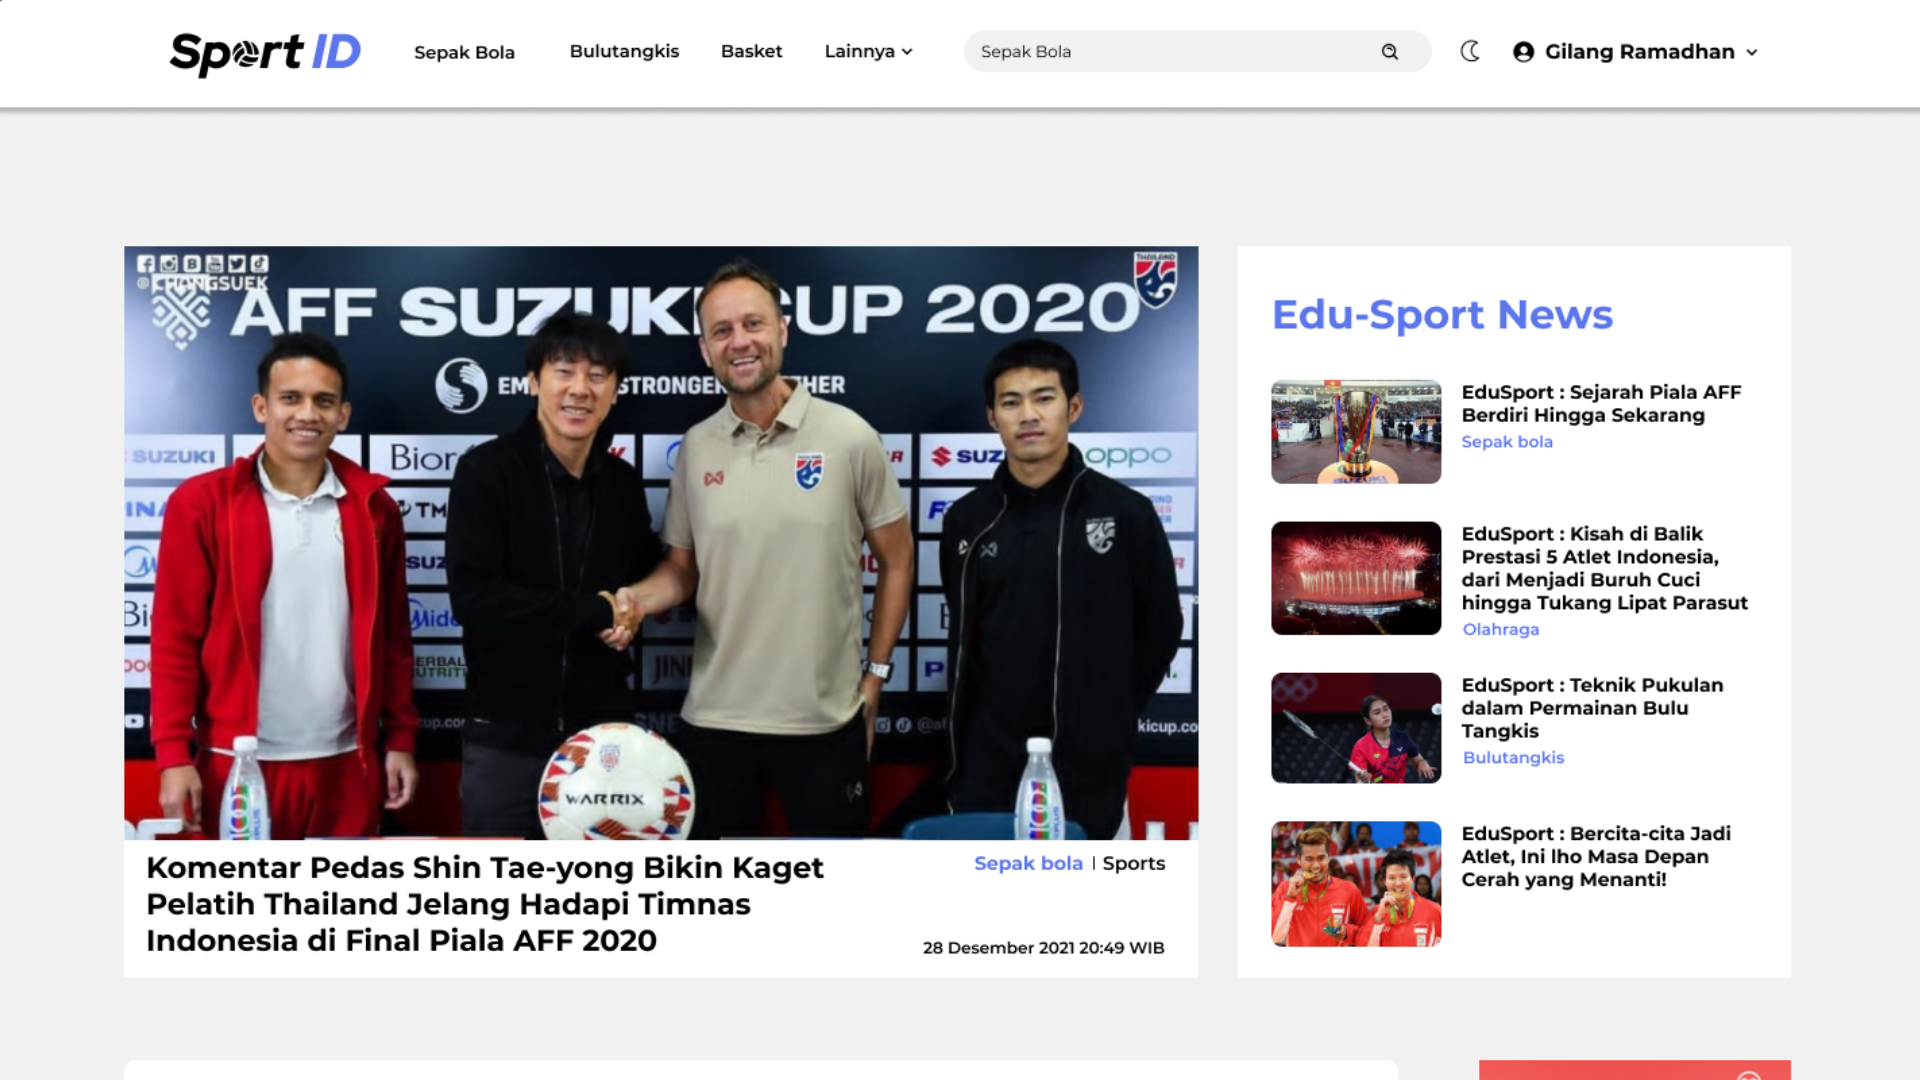 Sport ID
Sepak Bola
Bulutangkis
Basket
Lainnya
Sepak Bola
Gilang Ramadhan
@CHANGSUEK
THAILAND
AFF SUZUKI CUP 2020
STRONGER
SUZUKI
SUZ
oppo
WARRIX
kicup.co
Komentar Pedas Shin Tae-yong Bikin Kaget
Pelatih Thailand Jelang Hadapi Timnas
Indonesia di Final Piala AFF 2020
Sepak bola | Sports
28 Desember 2021 20:49 WIB
Edu-Sport News
EduSport : Sejarah Piala AFF
Berdiri Hingga Sekarang
Sepak bola
EduSport : Kisah di Balik
Prestasi 5 Atlet Indonesia,
dari Menjadi Buruh Cuci
hingga Tukang Lipat Parasut
Olahraga
EduSport : Teknik Pukulan
dalam Permainan Bulu
Tangkis
Bulutangkis
EduSport : Bercita-cita Jadi
Atlet, Ini lho Masa Depan
Cerah yang Menanti!